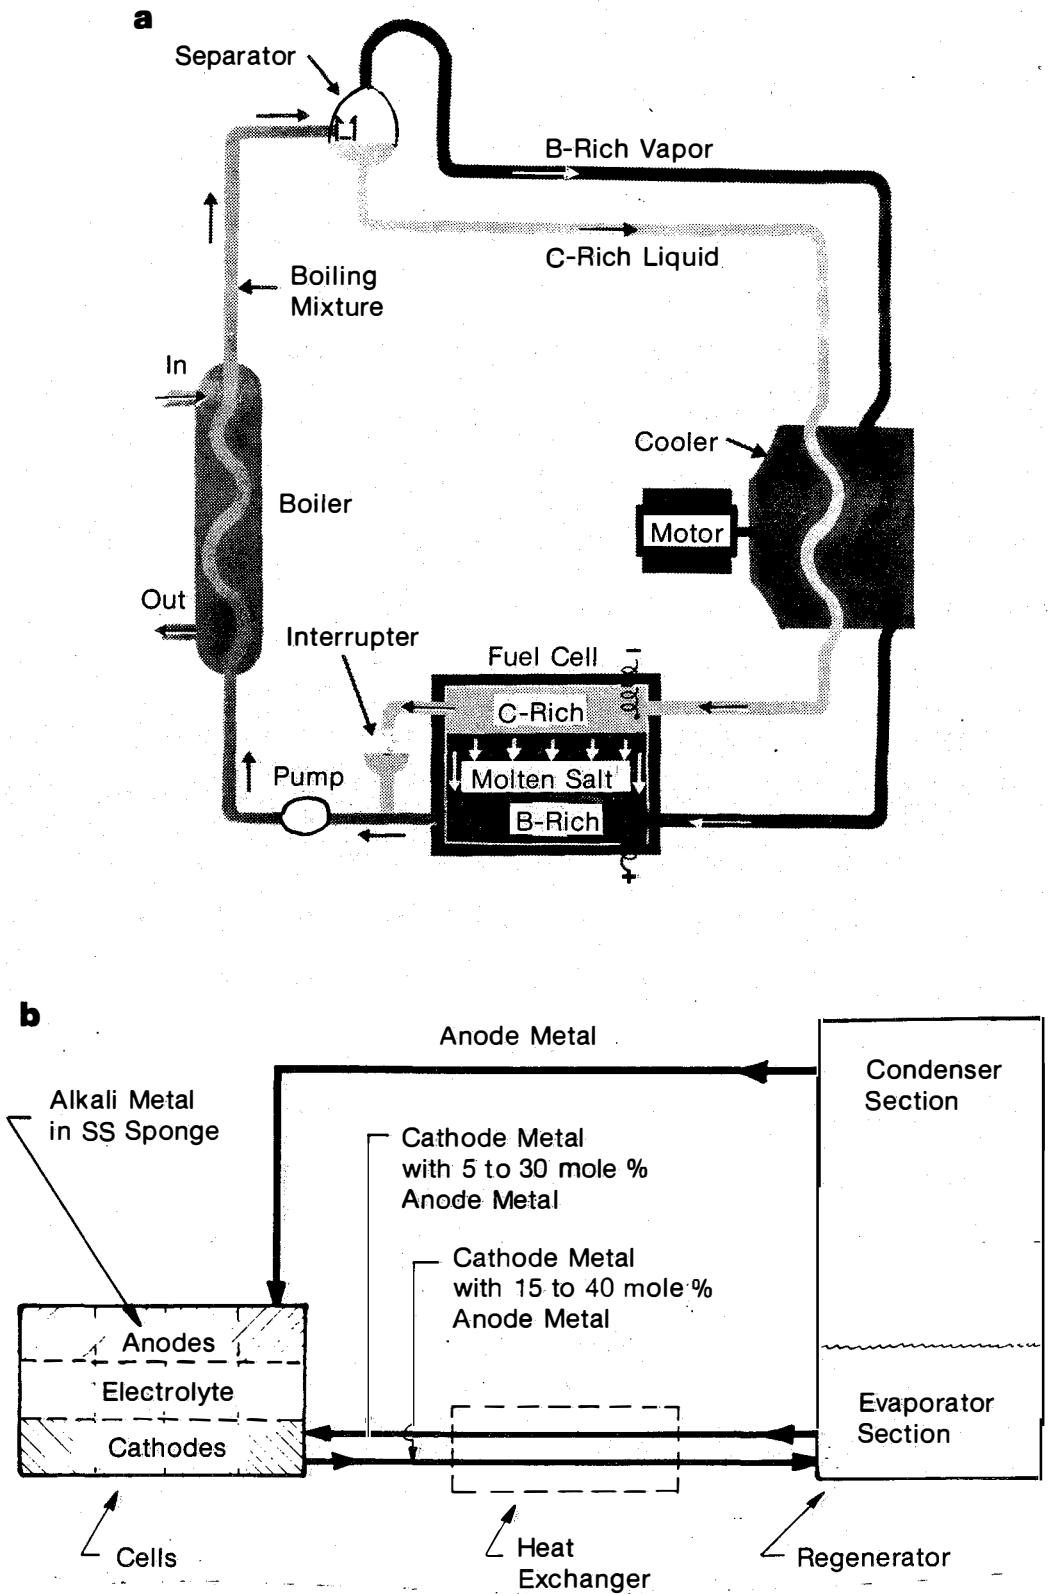 a
Separator
B-Rich Vapor
C-Rich Liquid
Boiling
Mixture
In
Cooler
Boiler
Motor
Out
Interrupter
Fuel Cell
−
C-Rich
Pump
Molten Salt
B-Rich
+
b
Anode Metal
Condenser
Section
Alkali Metal
in SS Sponge
Cathode Metal
with 5 to 30 mole %
Anode Metal
Cathode Metal
with 15 to 40 mole %
Anode Metal
Anodes
Electrolyte
Evaporator
Section
Cathodes
Cells
Heat
Exchanger
Regenerator